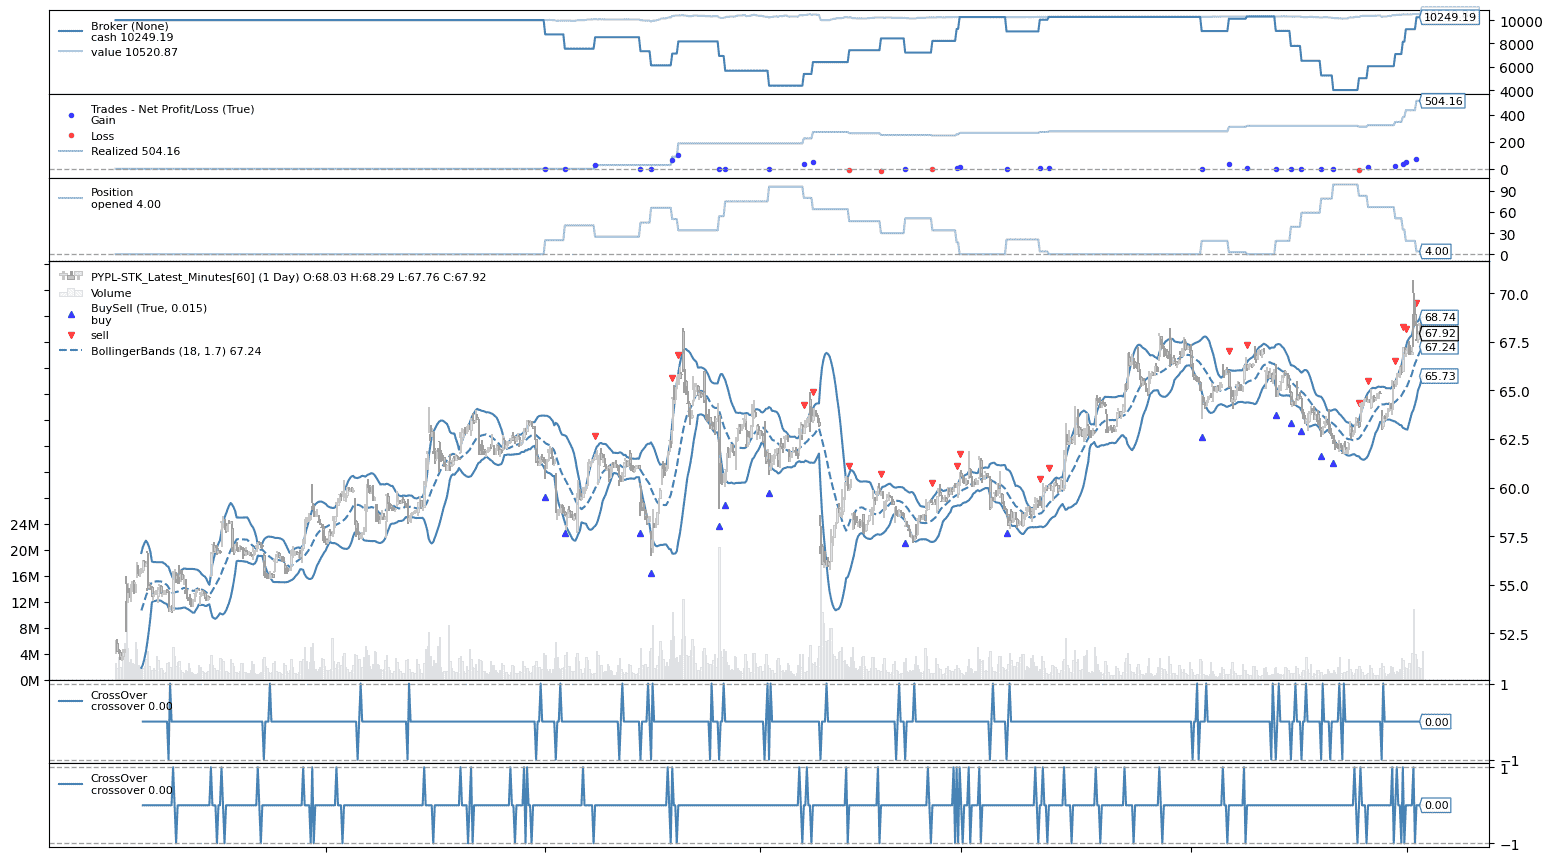 Broker (None)
cash 10249.19
value 10520.87
10249.19
10000
8000
6000
4000
Trades - Net Profit/Loss (True)
Gain
Loss
Realized 504.16
504.16
400
200
0
Position
opened 4.00
90
60
30
4.00
0
PYPL-STK_Latest_Minutes[60] (1 Day) O:68.03 H:68.29 L:67.76 C:67.92
Volume
BuySell (True, 0.015)
buy
sell
BollingerBands (18, 1.7) 67.24
70.0
68.74
67.92
67.24
67.5
65.73
65.0
62.5
60.0
57.5
55.0
52.5
24M
20M
16M
12M
8M
4M
0M
CrossOver
crossover 0.00
1
0.00
−1
CrossOver
crossover 0.00
1
0.00
−1